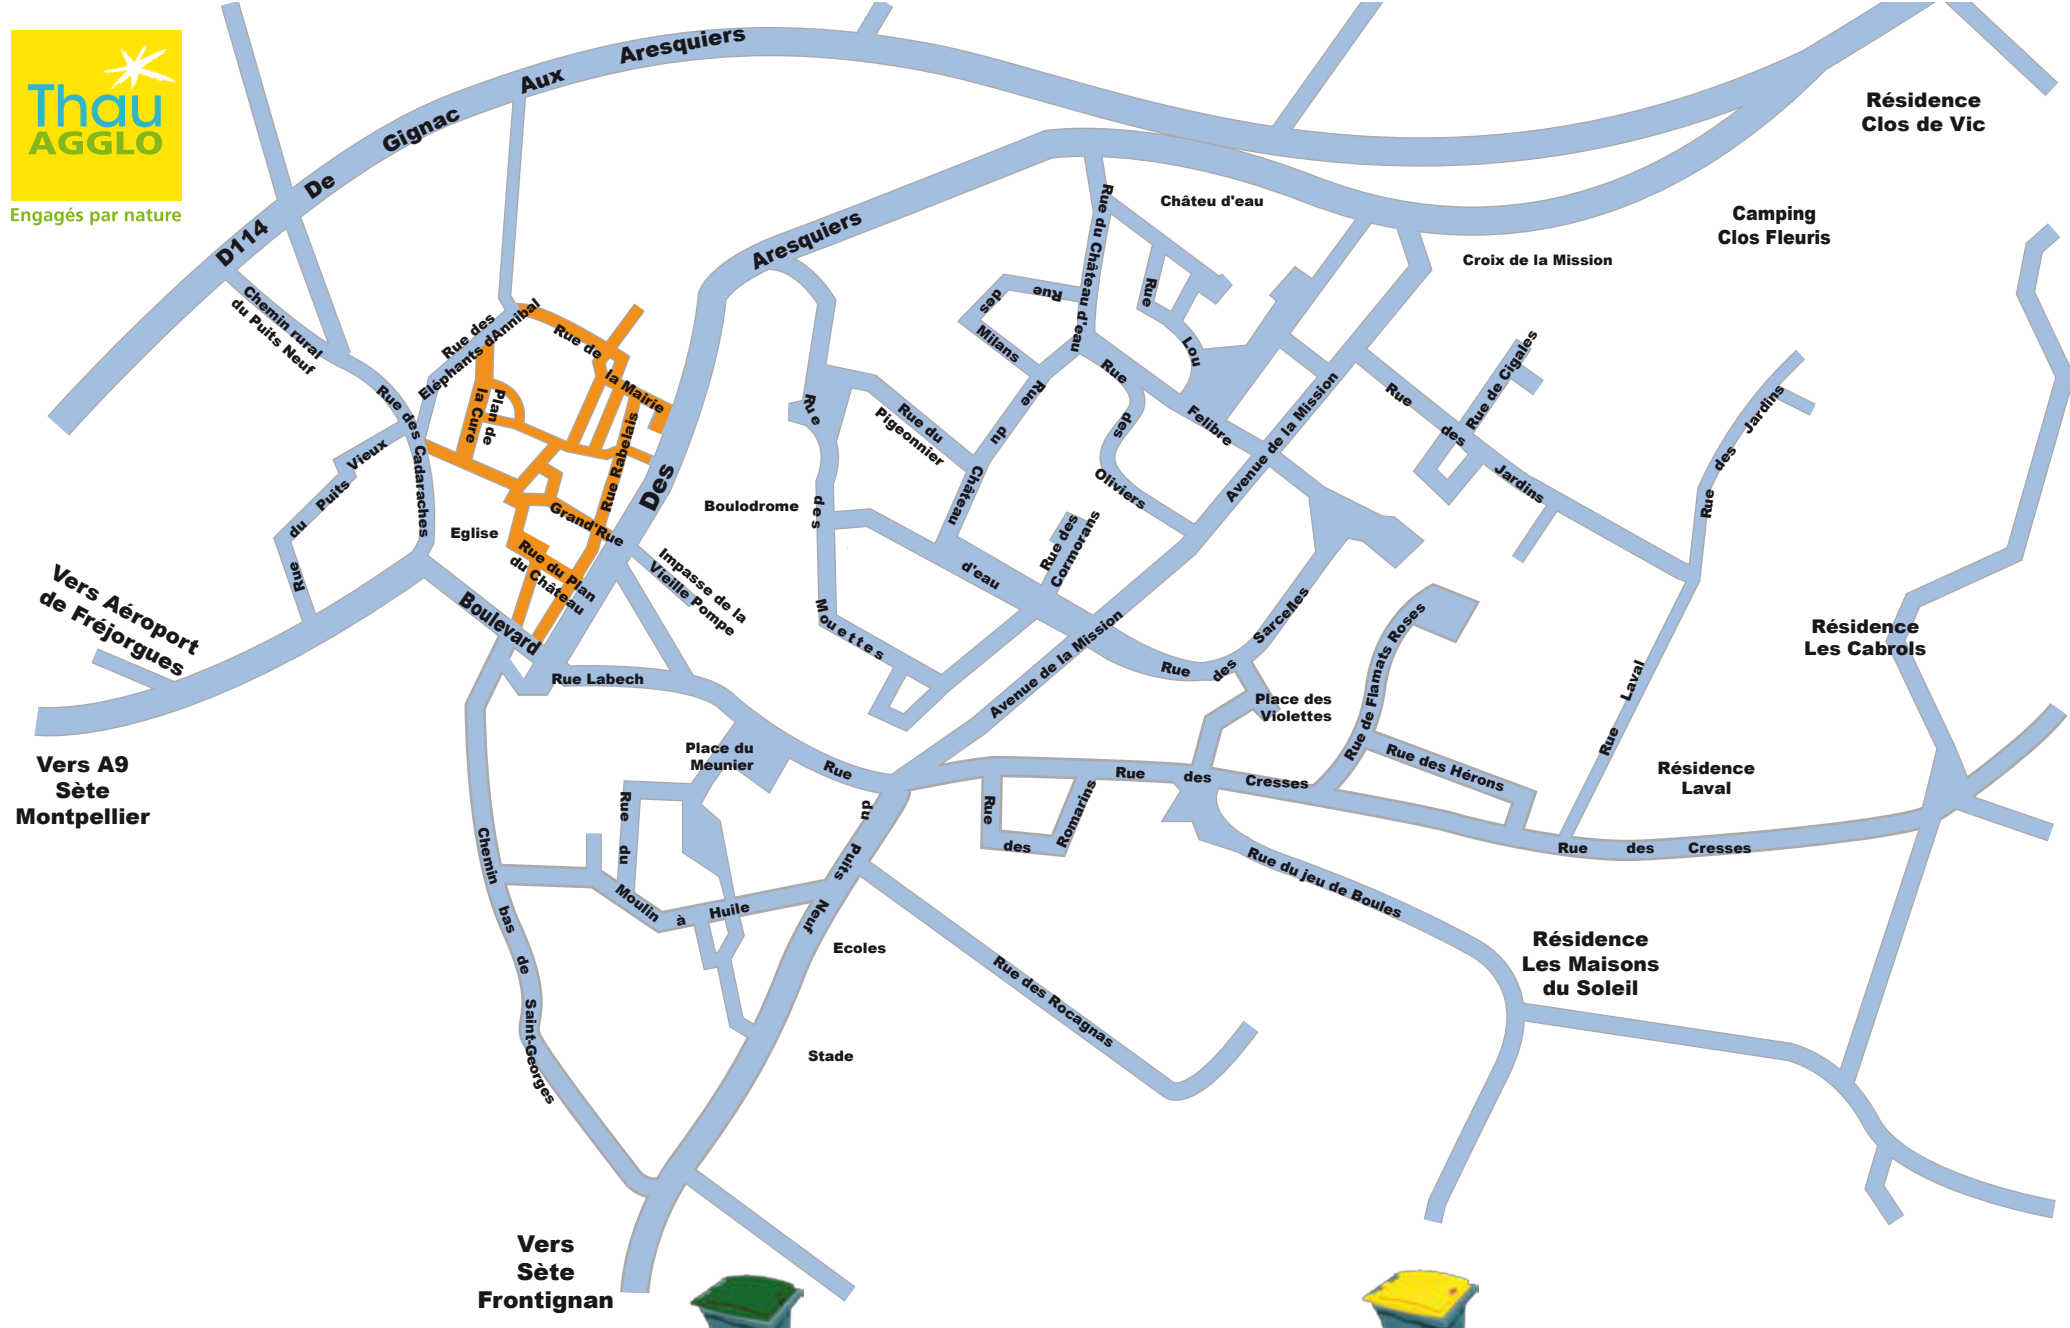 Thau
AGGLO
Engagés par nature
D114 De Gignac Aux Aresquiers
Résidence
Clos de Vic
Camping
Clos Fleuris
Croix de la Mission
Châteu d'eau
Boulevard Des Aresquiers
Chemin rural
du Puits Neuf
Rue des
Eléphants d'Annibal
Rue de
la Mairie
Plan de
la Cure
Rue Rabelais
Grand'Rue
Eglise
Rue du Plan
du Château
Rue des Cadaraches
Rue du Puits Vieux
Impasse de la
Vieille Pompe
Boulodrome
Rue des Mouettes
Rue du
Pigeonnier
Rue du Château d'eau
Rue des Milans
Rue du Château d'eau
Rue Lou
Rue Felibre
Rue des Oliviers
Rue des
Cormorans
Avenue de la Mission
Avenue de la Mission
Rue des Jardins
Rue de Cigales
Rue des Jardins
Rue des Sarcelles
Place des
Violettes
Rue de Flamats Roses
Rue des Hérons
Rue Laval
Résidence
Les Cabrols
Résidence
Laval
Vers Aéroport
de Fréjorgues
Vers A9
Sète
Montpellier
Rue Labech
Place du
Meunier
Rue du Puits Neuf
Rue des Cresses
Rue des Cresses
Rue des Romarins
Rue du Moulin à Huile
Chemin bas de Saint-Georges
Rue du jeu de Boules
Rue des Rocagnas
Ecoles
Stade
Résidence
Les Maisons
du Soleil
Vers
Sète
Frontignan